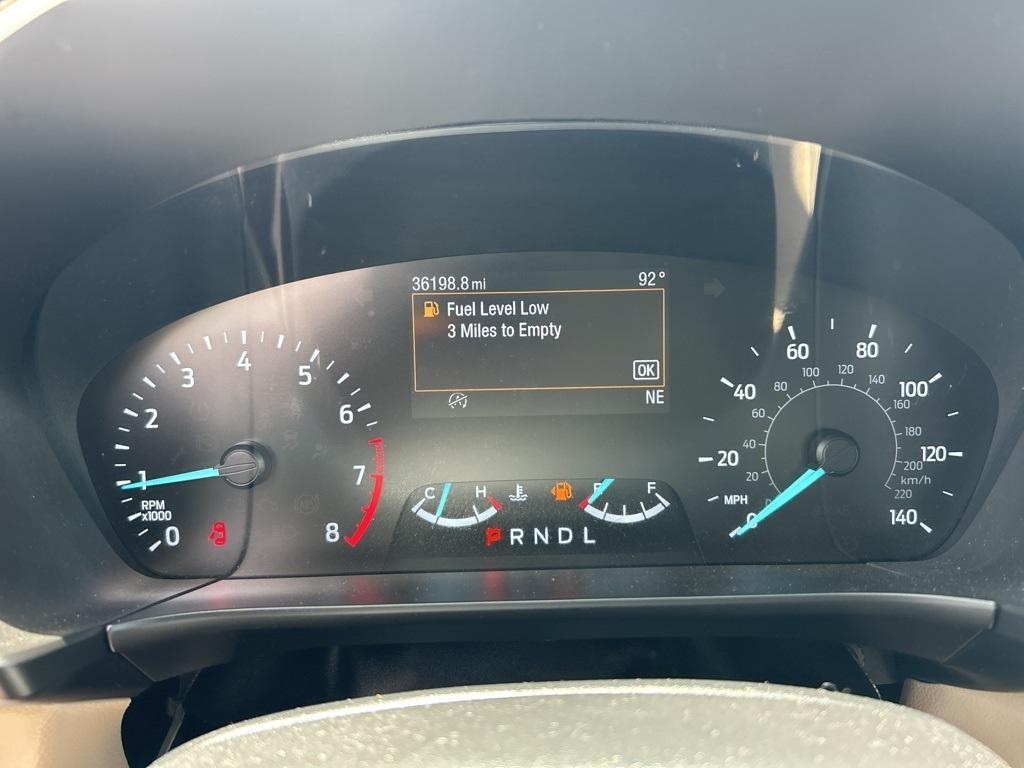 36198.8 mi 92°
Fuel Level Low
3 Miles to Empty
OK
NE
0 1 2 3 4 5 6 7 8
RPM
x1000
C H
E F
P R N D L
0 20 40 60 80 100 120 140
MPH
20 40 60 80 100 120 140 160 180 200 220
km/h